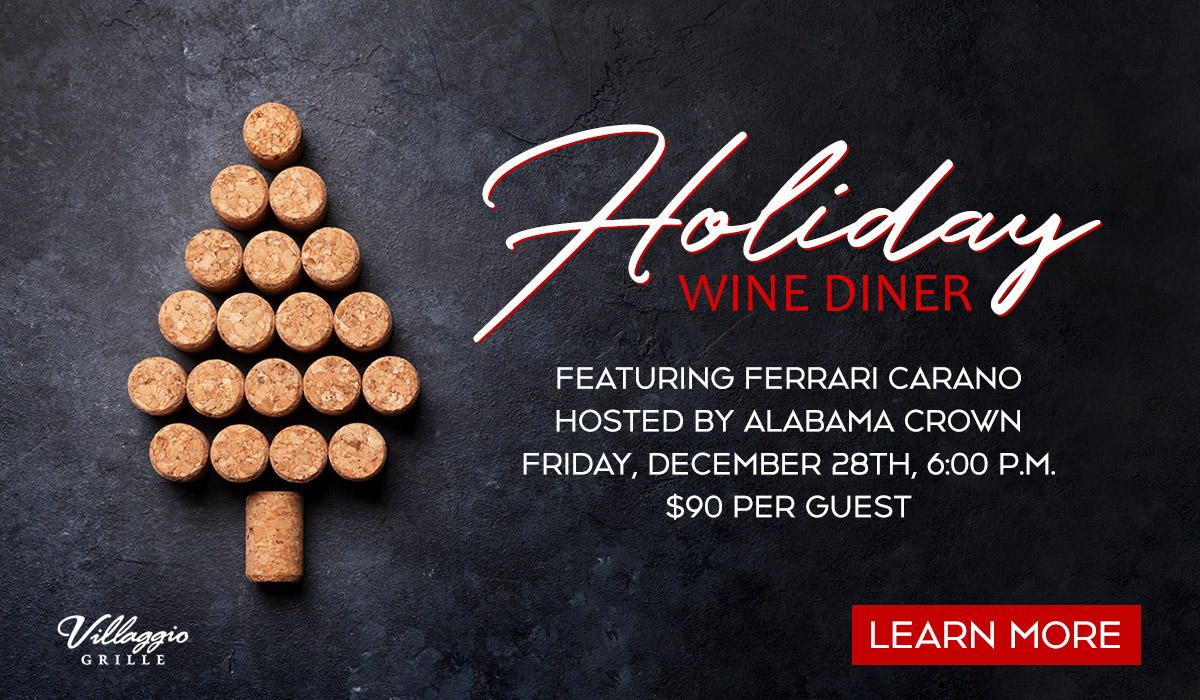 Holiday
WINE DINER
FEATURING FERRARI CARANO
HOSTED BY ALABAMA CROWN
FRIDAY, DECEMBER 28TH, 6:00 P.M.
$90 PER GUEST
Villaggio
GRILLE
LEARN MORE